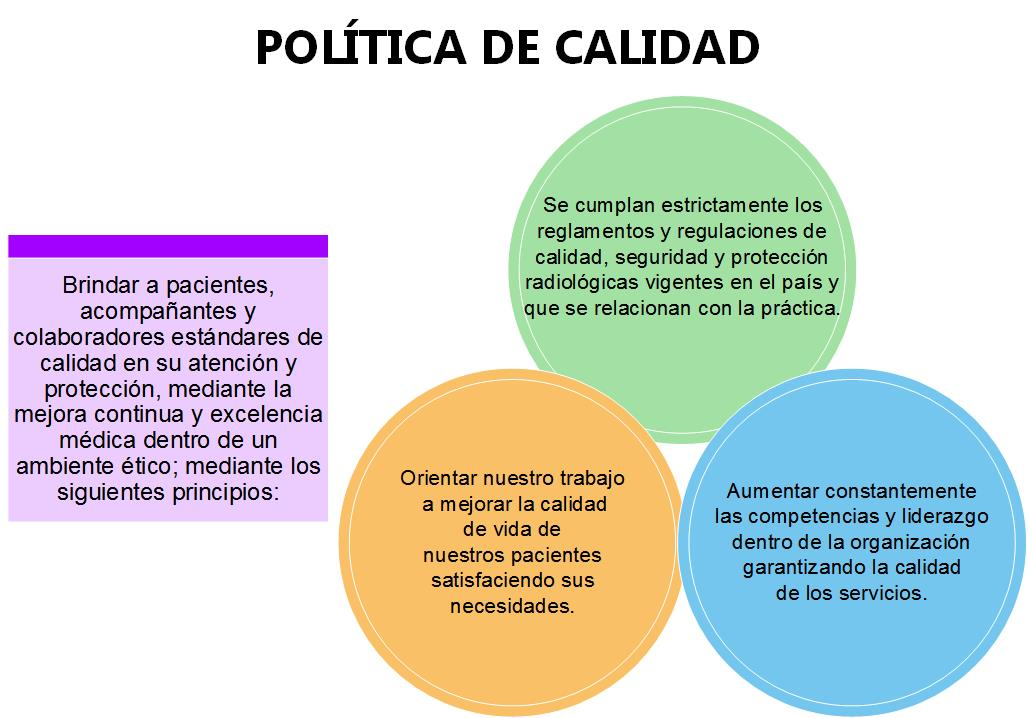 POLÍTICA DE CALIDAD
Brindar a pacientes,
acompañantes y
colaboradores estándares de
calidad en su atención y
protección, mediante la
mejora continua y excelencia
médica dentro de un
ambiente ético; mediante los
siguientes principios:
Se cumplan estrictamente los
reglamentos y regulaciones de
calidad, seguridad y protección
radiológicas vigentes en el país y
que se relacionan con la práctica.
Orientar nuestro trabajo
a mejorar la calidad
de vida de
nuestros pacientes
satisfaciendo sus
necesidades.
Aumentar constantemente
las competencias y liderazgo
dentro de la organización
garantizando la calidad
de los servicios.